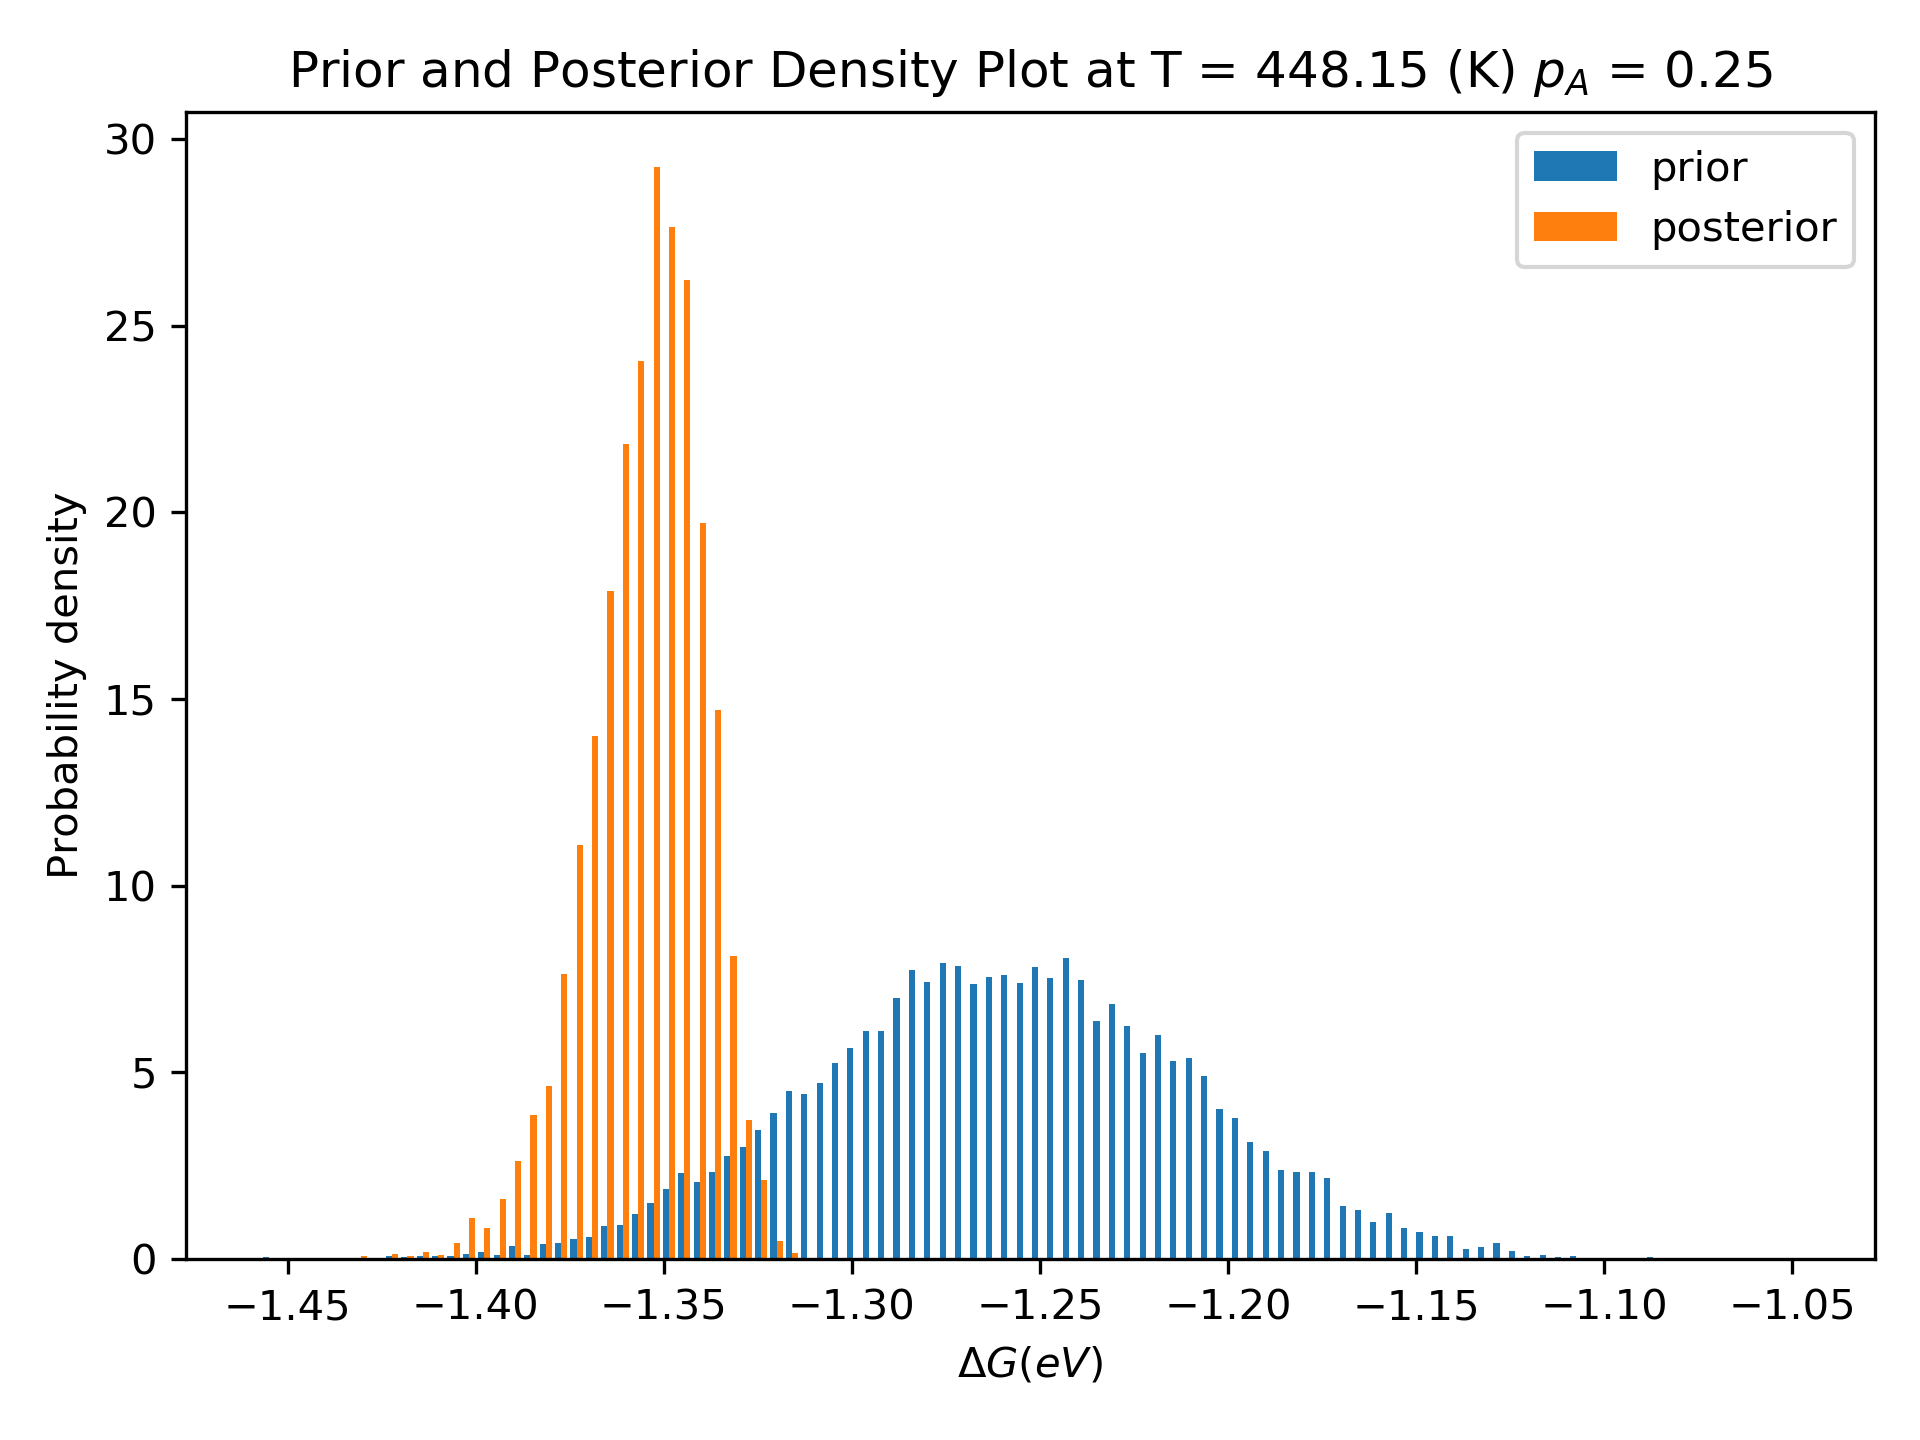 Prior and Posterior Density Plot at T = 448.15 (K) p_A = 0.25
prior
posterior
Probability density
30
25
20
15
10
5
0
−1.45 −1.40 −1.35 −1.30 −1.25 −1.20 −1.15 −1.10 −1.05
ΔG(eV)